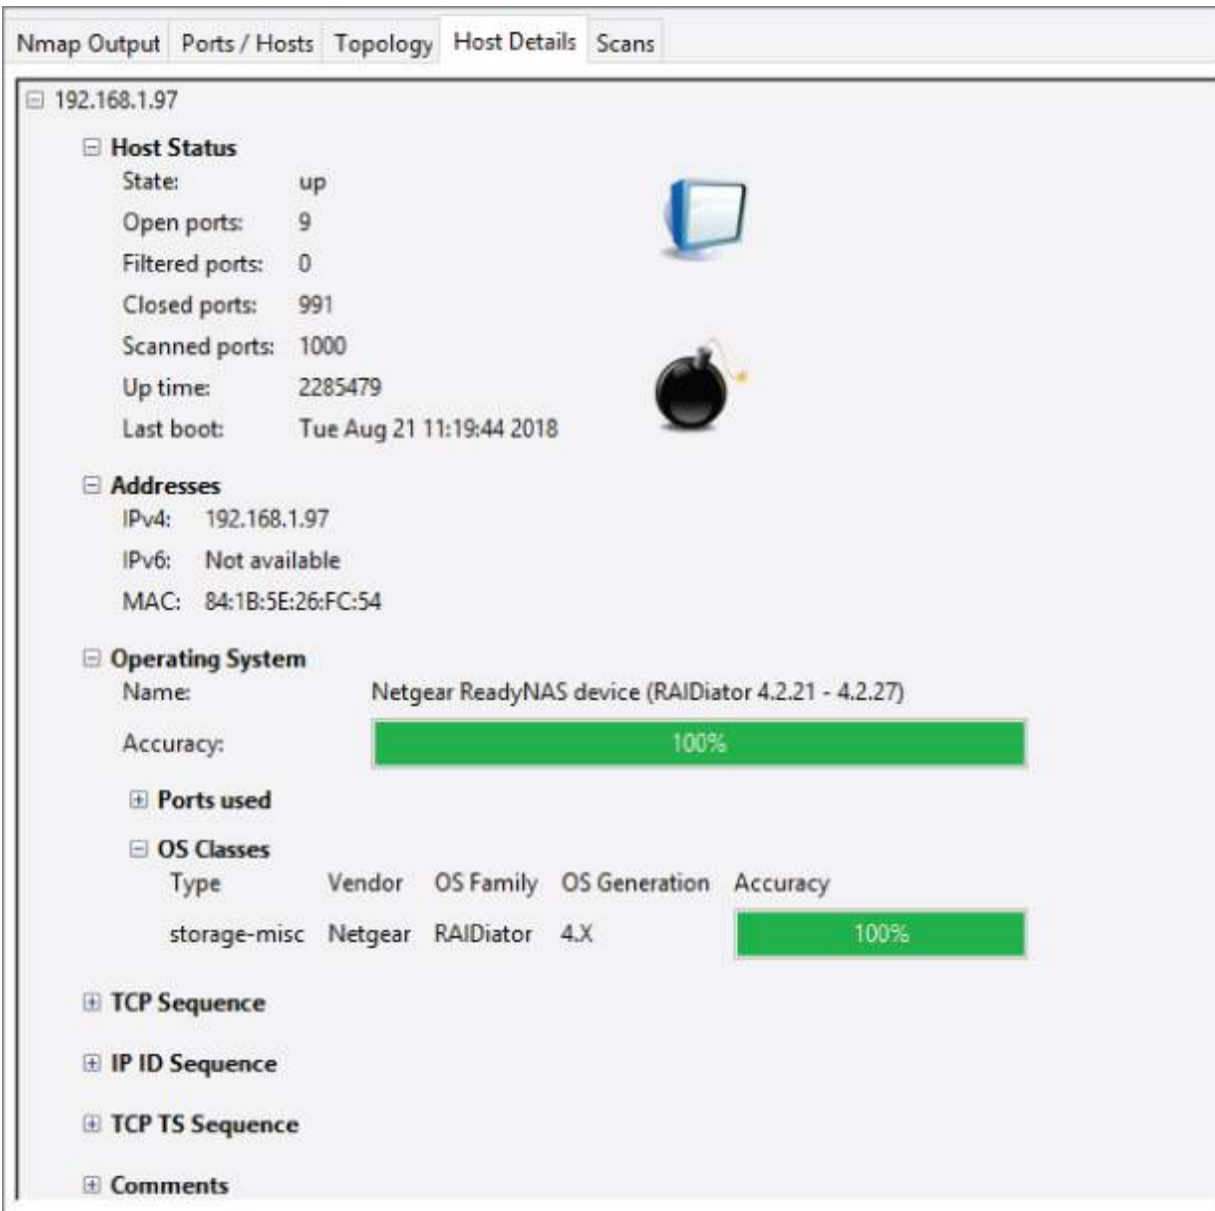 Nmap Output Ports / Hosts Topology Host Details Scans
192.168.1.97
Host Status
State: up
Open ports: 9
Filtered ports: 0
Closed ports: 991
Scanned ports: 1000
Up time: 2285479
Last boot: Tue Aug 21 11:19:44 2018
Addresses
IPv4: 192.168.1.97
IPv6: Not available
MAC: 84:1B:5E:26:FC:54
Operating System
Name: Netgear ReadyNAS device (RAIDiator 4.2.21 - 4.2.27)
Accuracy: 100%
Ports used
OS Classes
Type Vendor OS Family OS Generation Accuracy
storage-misc Netgear RAIDiator 4.X 100%
TCP Sequence
IP ID Sequence
TCP TS Sequence
Comments